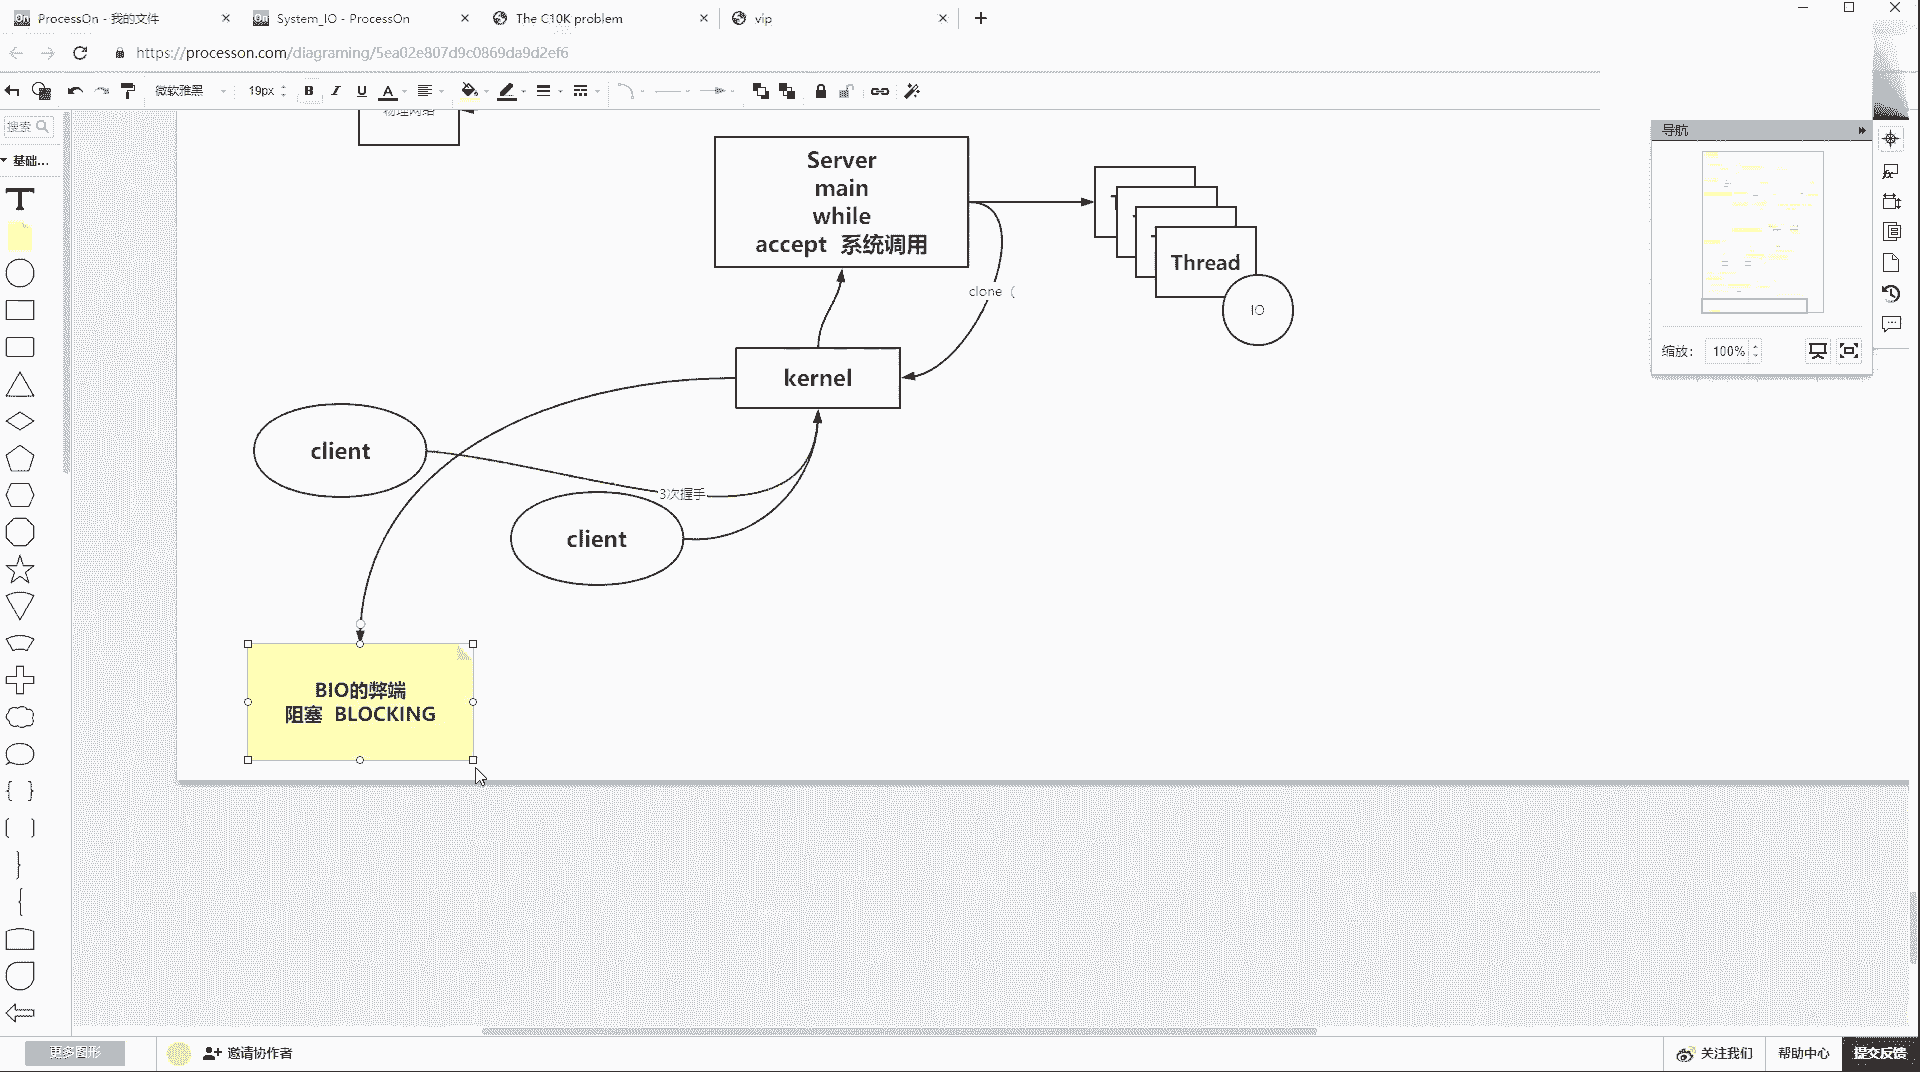 ProcessOn - 我的文件
System_IO - ProcessOn
The C10K problem
vip
https://processon.com/diagraming/5ea02e807d9c0869da9d2ef6
微软雅黑
19px
B
I
U
A
搜索
基础...
T
物理网络
Server
main
while
accept 系统调用
clone（
Thread
IO
kernel
client
3次握手
client
BIO的弊端
阻塞 BLOCKING
导航
缩放：
100%
更多图形
邀请协作者
关注我们
帮助中心
提交反馈